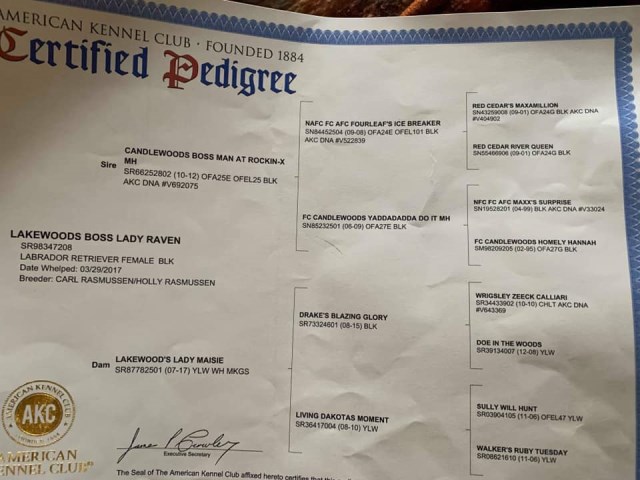 AMERICAN KENNEL CLUB • FOUNDED 1884
Certified Pedigree
Sire
CANDLEWOODS BOSS MAN AT ROCKIN-X
MH
SR66252802 (10-12) OFA25E OFEL25 BLK
AKC DNA #V692075
LAKEWOODS BOSS LADY RAVEN
SR98347208
LABRADOR RETRIEVER FEMALE BLK
Date Whelped: 03/29/2017
Breeder: CARL RASMUSSEN/HOLLY RASMUSSEN
Dam
LAKEWOOD'S LADY MAISIE
SR87782501 (07-17) YLW WH MKGS
NAFC FC AFC FOURLEAF'S ICE BREAKER
SN84452504 (09-08) OFA24E OFEL101 BLK
AKC DNA #V522839
FC CANDLEWOODS YADDADADDA DO IT MH
SN85232501 (08-09) OFA27E BLK
DRAKE'S BLAZING GLORY
SR73324601 (08-15) BLK
LIVING DAKOTAS MOMENT
SR36417004 (08-10) YLW
RED CEDAR'S MAXAMILLION
SN43259008 (09-01) OFA24G BLK AKC DNA
#V404902
RED CEDAR RIVER QUEEN
SN55466906 (09-01) OFA24G BLK
NFC FC AFC MAXX'S SURPRISE
SN19528201 (04-99) BLK AKC DNA #V33024
FC CANDLEWOODS HOMELY HANNAH
SM98209205 (02-95) OFA27G BLK
WRIGSLEY ZEECK CALLIARI
SR34433902 (10-10) CHLT AKC DNA
#V643369
DOE IN THE WOODS
SR39134007 (12-08) YLW
SULLY WILL HUNT
SR03904105 (11-06) OFEL47 YLW
WALKER'S RUBY TUESDAY
SR08621610 (11-06) YLW
AMERICAN KENNEL CLUB
AKC
AMERICAN
KENNEL CLUB®
Executive Secretary
The Seal of The American Kennel Club affixed hereto certifies that